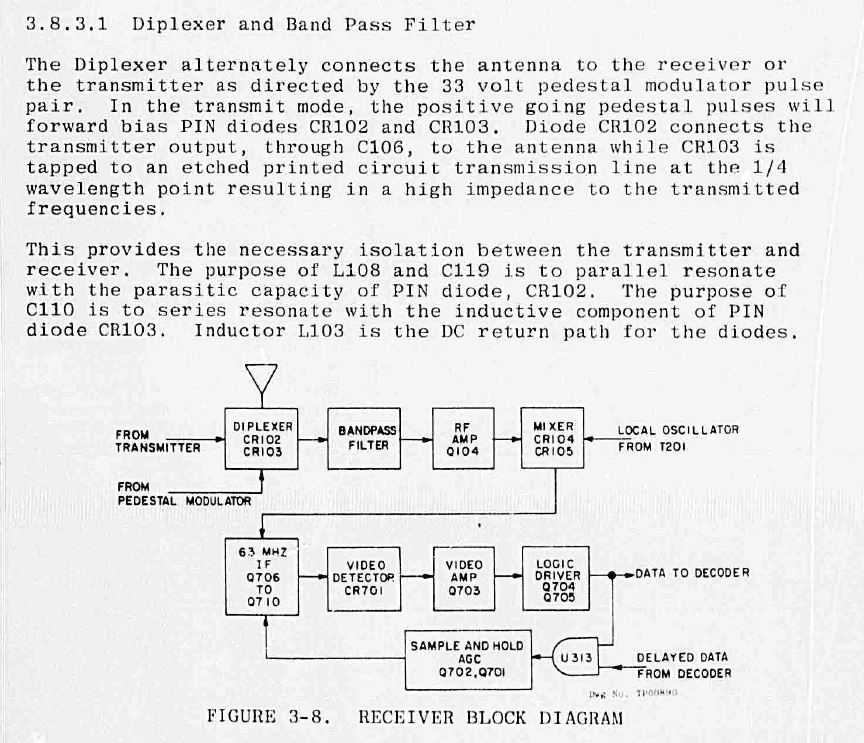 3.8.3.1 Diplexer and Band Pass Filter
The Diplexer alternately connects the antenna to the receiver or
the transmitter as directed by the 33 volt pedestal modulator pulse
pair. In the transmit mode, the positive going pedestal pulses will
forward bias PIN diodes CR102 and CR103. Diode CR102 connects the
transmitter output, through C106, to the antenna while CR103 is
tapped to an etched printed circuit transmission line at the 1/4
wavelength point resulting in a high impedance to the transmitted
frequencies.
This provides the necessary isolation between the transmitter and
receiver. The purpose of L108 and C119 is to parallel resonate
with the parasitic capacity of PIN diode, CR102. The purpose of
C110 is to series resonate with the inductive component of PIN
diode CR103. Inductor L103 is the DC return path for the diodes.
FROM
TRANSMITTER
DIPLEXER
CR102
CR103
BANDPASS
FILTER
RF
AMP
Q104
MIXER
CR104
CR105
LOCAL OSCILLATOR
FROM T201
FROM
PEDESTAL MODULATOR
63 MHZ
IF
Q706
TO
Q710
VIDEO
DETECTOR
CR701
VIDEO
AMP
Q703
LOGIC
DRIVER
Q704
Q705
DATA TO DECODER
SAMPLE AND HOLD
AGC
Q702,Q701
U313
DELAYED DATA
FROM DECODER
Dwg No.
FIGURE 3-8. RECEIVER BLOCK DIAGRAM